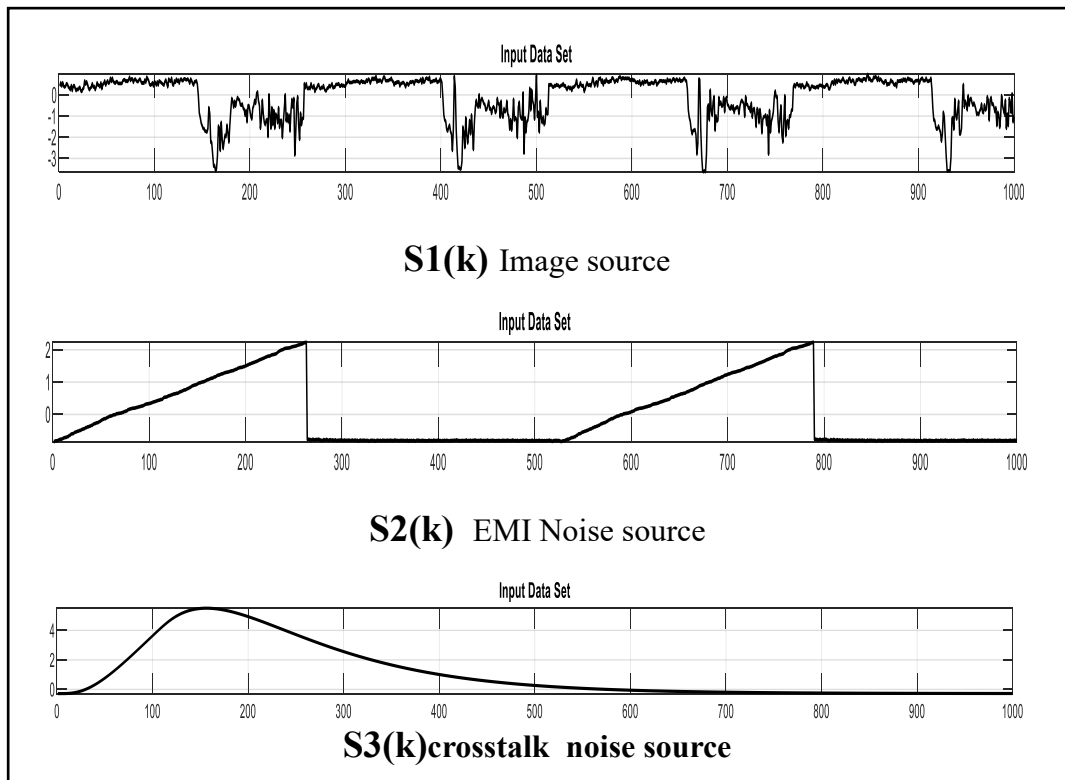 Input Data Set
0
-1
-2
-3
0 100 200 300 400 500 600 700 800 900 1000
S1(k) Image source
Input Data Set
2
1
0
0 100 200 300 400 500 600 700 800 900 1000
S2(k) EMI Noise source
Input Data Set
4
2
0
0 100 200 300 400 500 600 700 800 900 1000
S3(k)crosstalk noise source